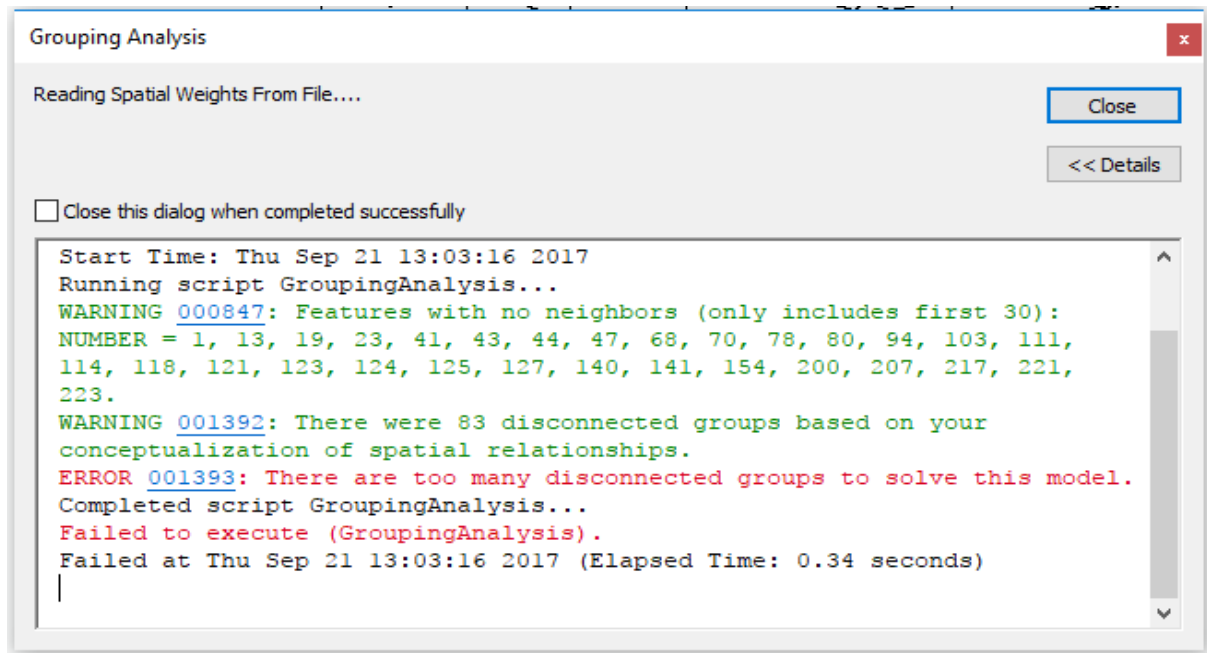 Grouping Analysis
x
Reading Spatial Weights From File....
Close
<< Details
Close this dialog when completed successfully
Start Time: Thu Sep 21 13:03:16 2017
Running script GroupingAnalysis...
WARNING 000847: Features with no neighbors (only includes first 30):
NUMBER = 1, 13, 19, 23, 41, 43, 44, 47, 68, 70, 78, 80, 94, 103, 111,
114, 118, 121, 123, 124, 125, 127, 140, 141, 154, 200, 207, 217, 221,
223.
WARNING 001392: There were 83 disconnected groups based on your
conceptualization of spatial relationships.
ERROR 001393: There are too many disconnected groups to solve this model.
Completed script GroupingAnalysis...
Failed to execute (GroupingAnalysis).
Failed at Thu Sep 21 13:03:16 2017 (Elapsed Time: 0.34 seconds)